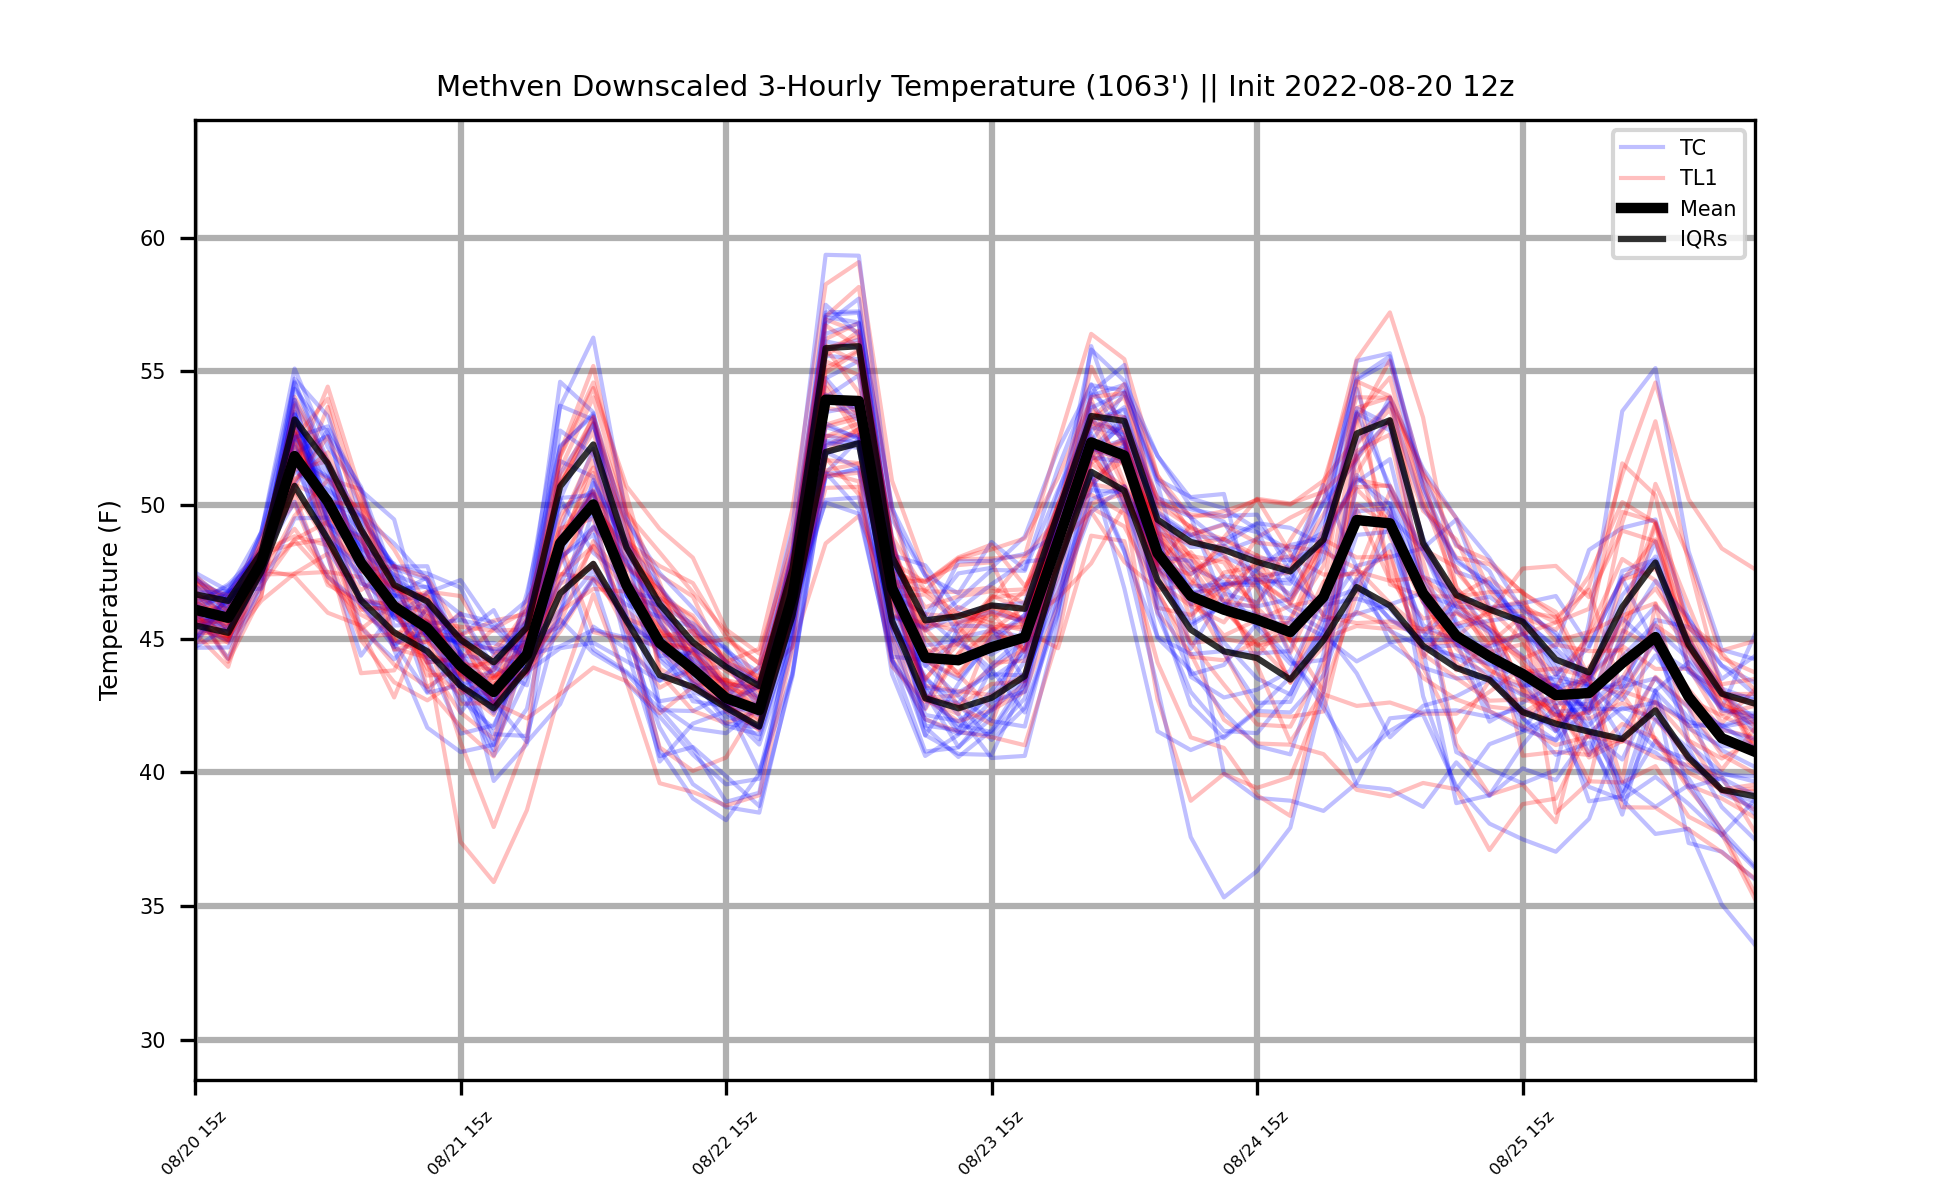 Methven Downscaled 3-Hourly Temperature (1063') || Init 2022-08-20 12z
TC
TL1
Mean
IQRs
Temperature (F)
60
55
50
45
40
35
30
08/20 15z
08/21 15z
08/22 15z
08/23 15z
08/24 15z
08/25 15z